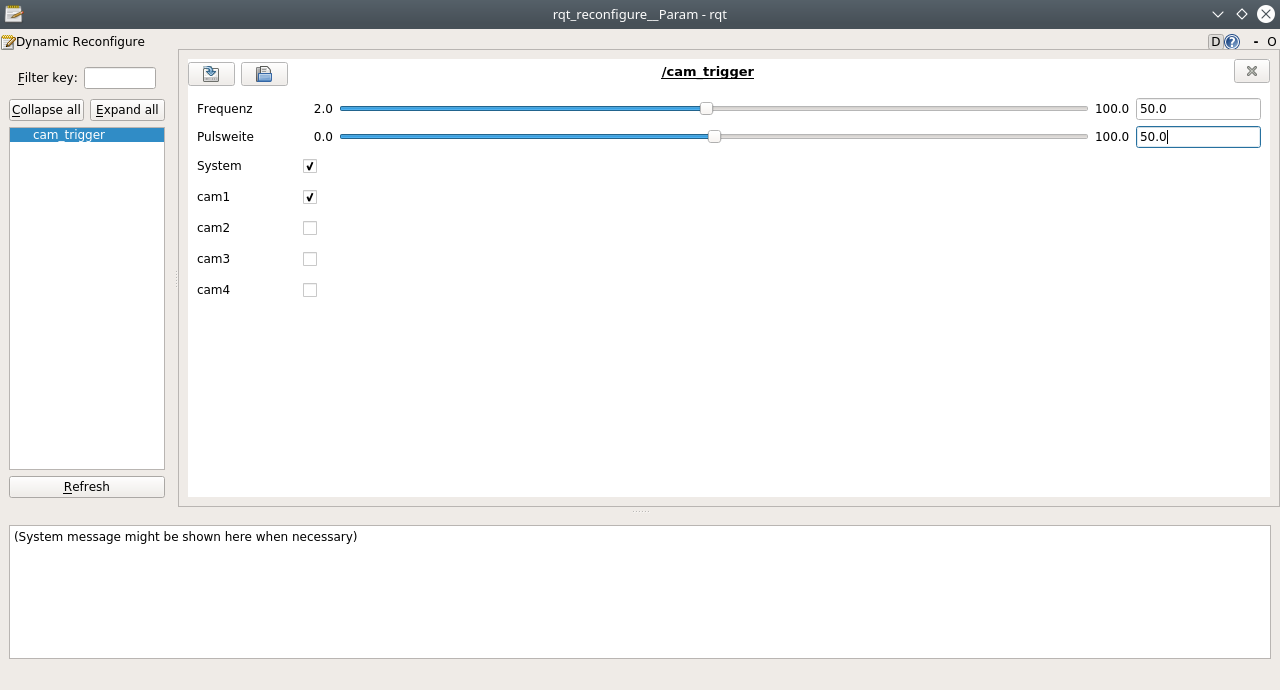 rqt_reconfigure__Param - rqt
Dynamic Reconfigure
D ? - O
Filter key:
/cam_trigger
Collapse all Expand all
cam_trigger
Frequenz 2.0 100.0 50.0
Pulsweite 0.0 100.0 50.0
System
cam1
cam2
cam3
cam4
Refresh
(System message might be shown here when necessary)